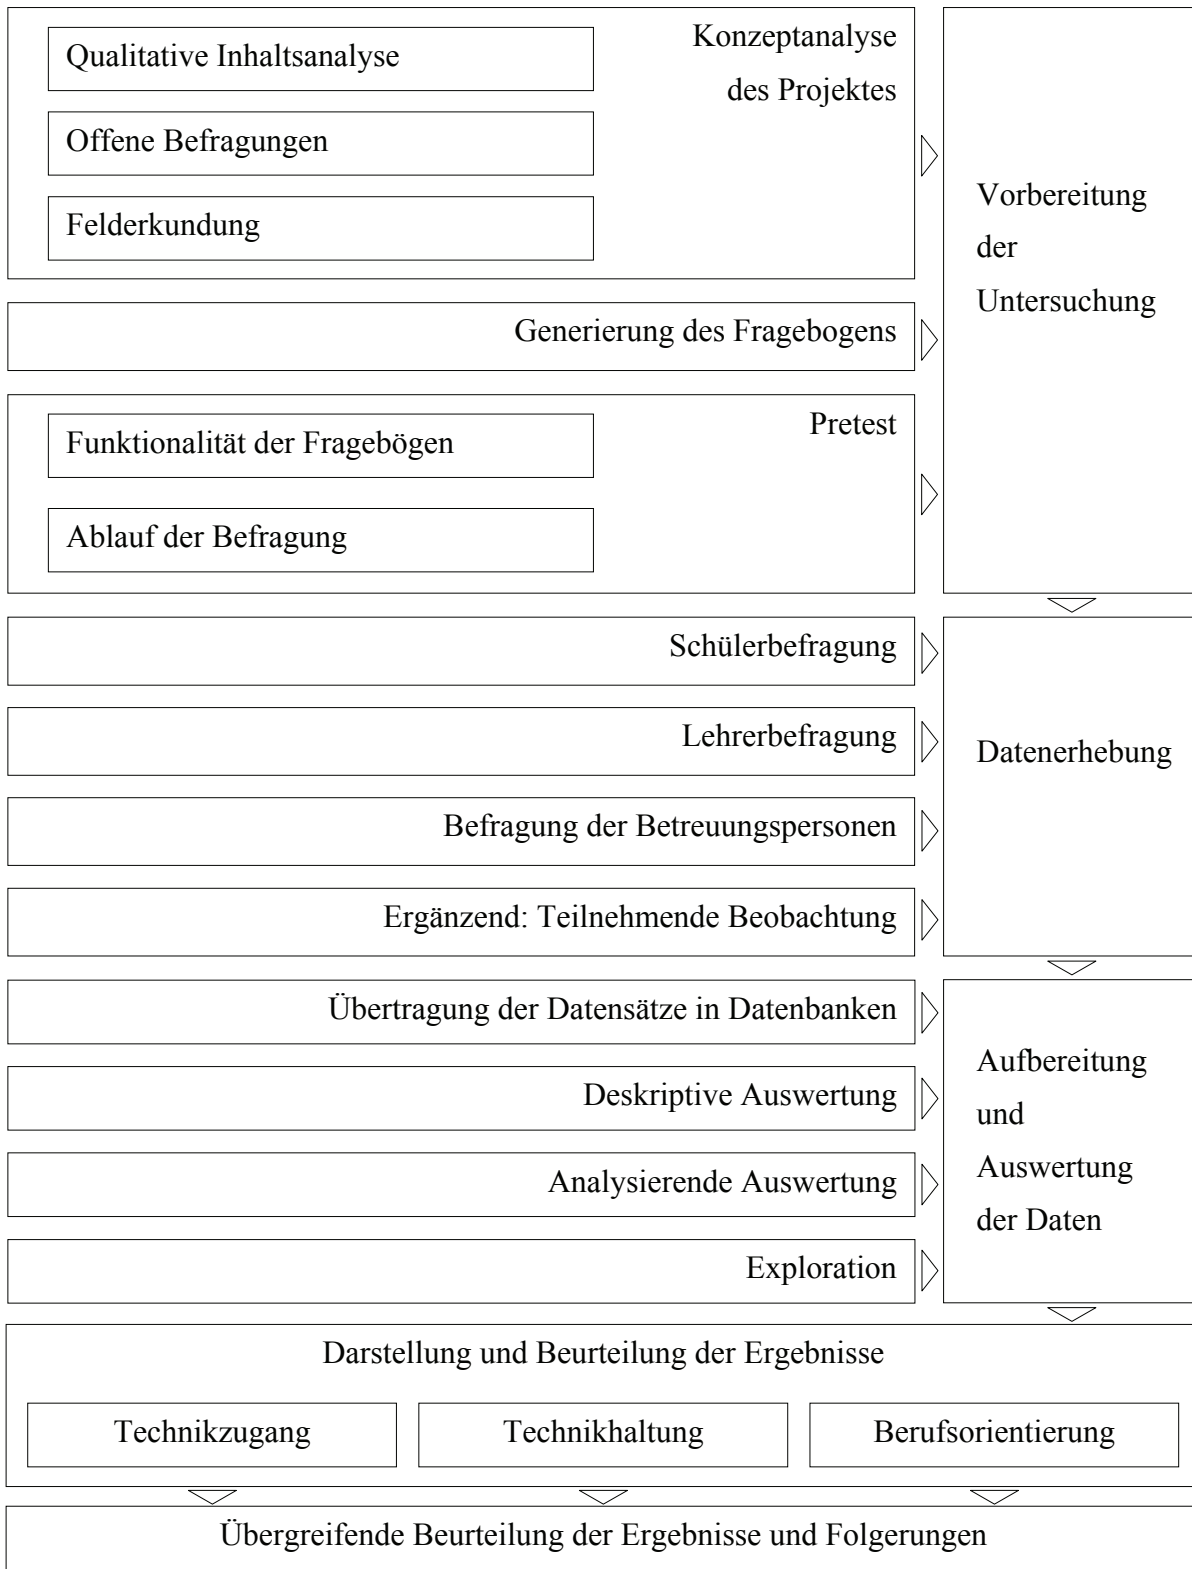 Konzeptanalyse
des Projektes
Qualitative Inhaltsanalyse
Offene Befragungen
Felderkundung
Generierung des Fragebogens
Pretest
Funktionalität der Fragebögen
Ablauf der Befragung
Vorbereitung
der
Untersuchung
Schülerbefragung
Lehrerbefragung
Befragung der Betreuungspersonen
Ergänzend: Teilnehmende Beobachtung
Datenerhebung
Übertragung der Datensätze in Datenbanken
Deskriptive Auswertung
Analysierende Auswertung
Exploration
Aufbereitung
und
Auswertung
der Daten
Darstellung und Beurteilung der Ergebnisse
Technikzugang
Technikhaltung
Berufsorientierung
Übergreifende Beurteilung der Ergebnisse und Folgerungen